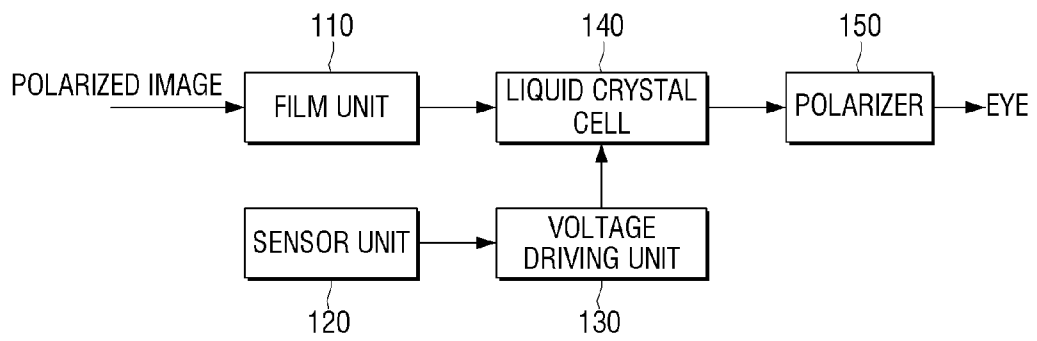 110
140
150
POLARIZED IMAGE
FILM UNIT
LIQUID CRYSTAL
CELL
POLARIZER
EYE
SENSOR UNIT
VOLTAGE
DRIVING UNIT
120
130